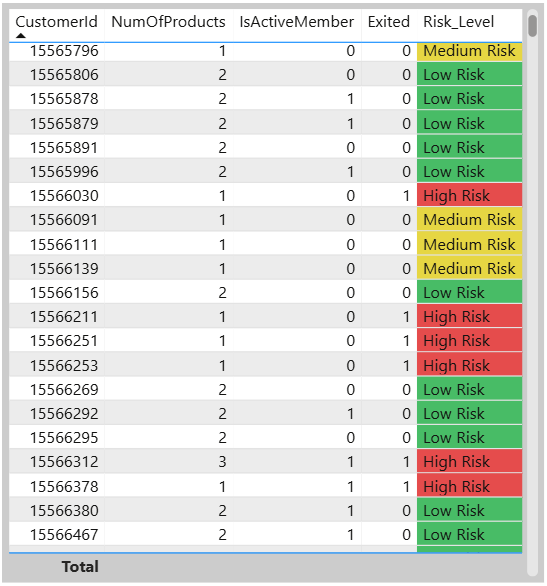 CustomerId NumOfProducts IsActiveMember Exited Risk_Level
15565796 1 0 0 Medium Risk
15565806 2 0 0 Low Risk
15565878 2 1 0 Low Risk
15565879 2 1 0 Low Risk
15565891 2 0 0 Low Risk
15565996 2 1 0 Low Risk
15566030 1 0 1 High Risk
15566091 1 0 0 Medium Risk
15566111 1 0 0 Medium Risk
15566139 1 0 0 Medium Risk
15566156 2 0 0 Low Risk
15566211 1 0 1 High Risk
15566251 1 0 1 High Risk
15566253 1 0 1 High Risk
15566269 2 0 0 Low Risk
15566292 2 1 0 Low Risk
15566295 2 0 0 Low Risk
15566312 3 1 1 High Risk
15566378 1 1 1 High Risk
15566380 2 1 0 Low Risk
15566467 2 1 0 Low Risk
Total